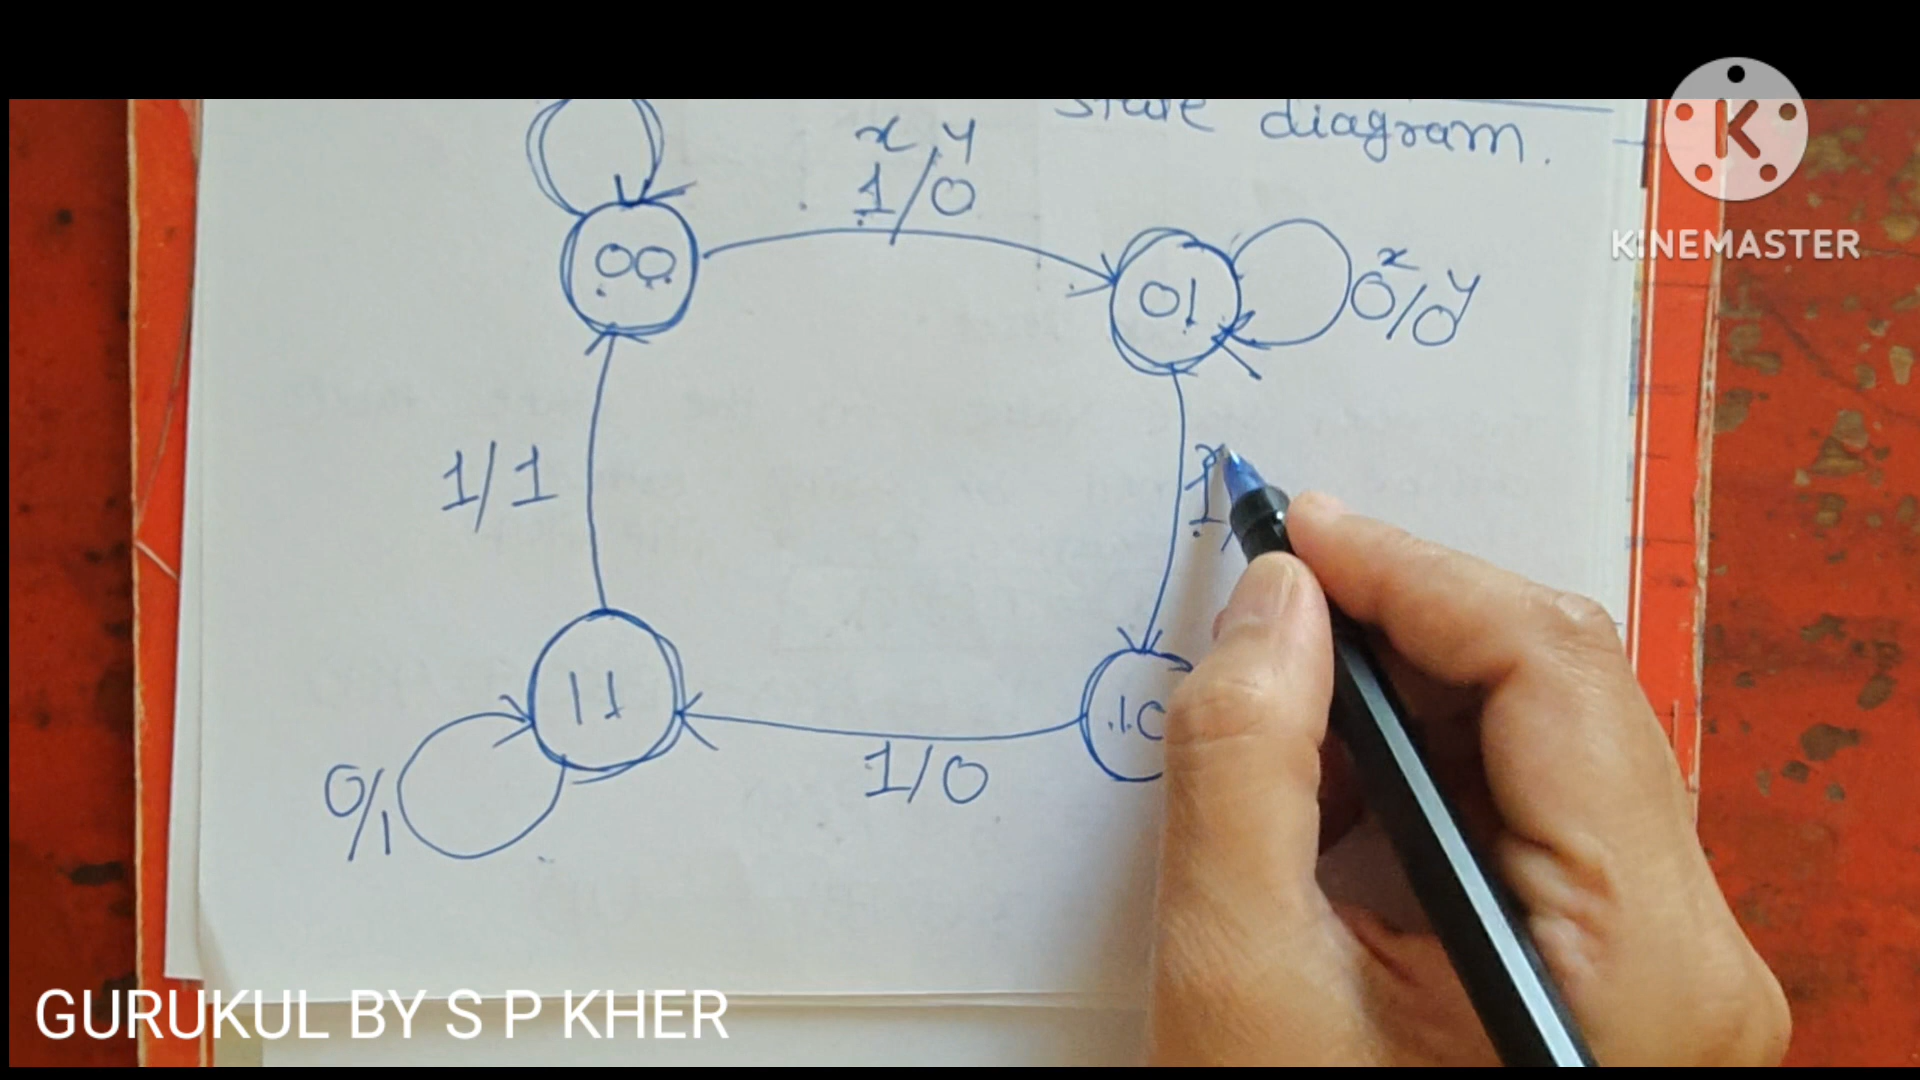 state diagram.
x y
1/0
00
01
x y
0/0
1/1
x
1/
11
10
0/1
1/0
K
KINEMASTER
GURUKUL BY S P KHER